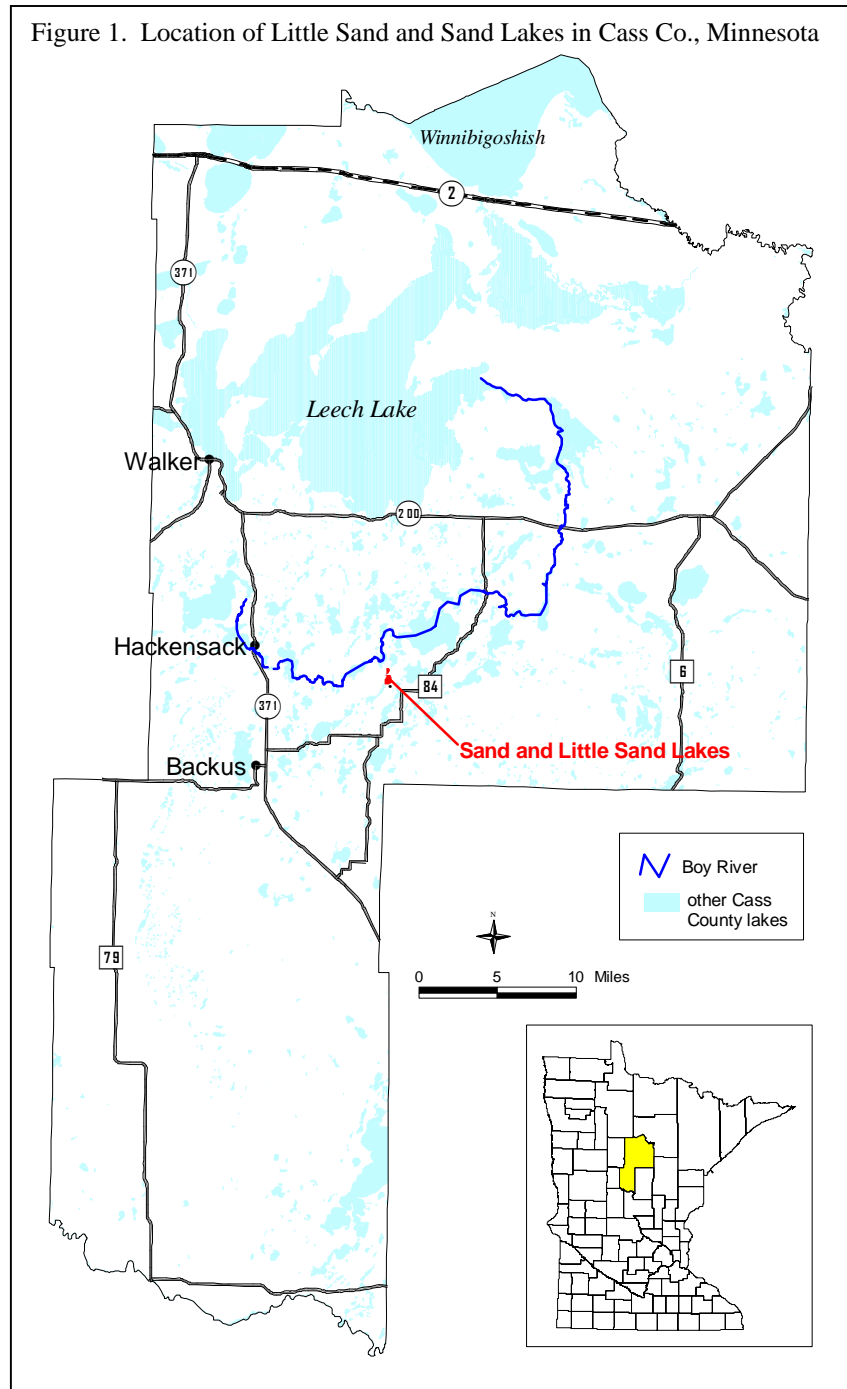 Figure 1.  Location of Little Sand and Sand Lakes in Cass Co., Minnesota
Winnibigoshish
2
371
Leech Lake
Walker
200
Hackensack
6
84
371
Sand and Little Sand Lakes
Backus
Boy River
other Cass
County lakes
N
79
0 5 10 Miles